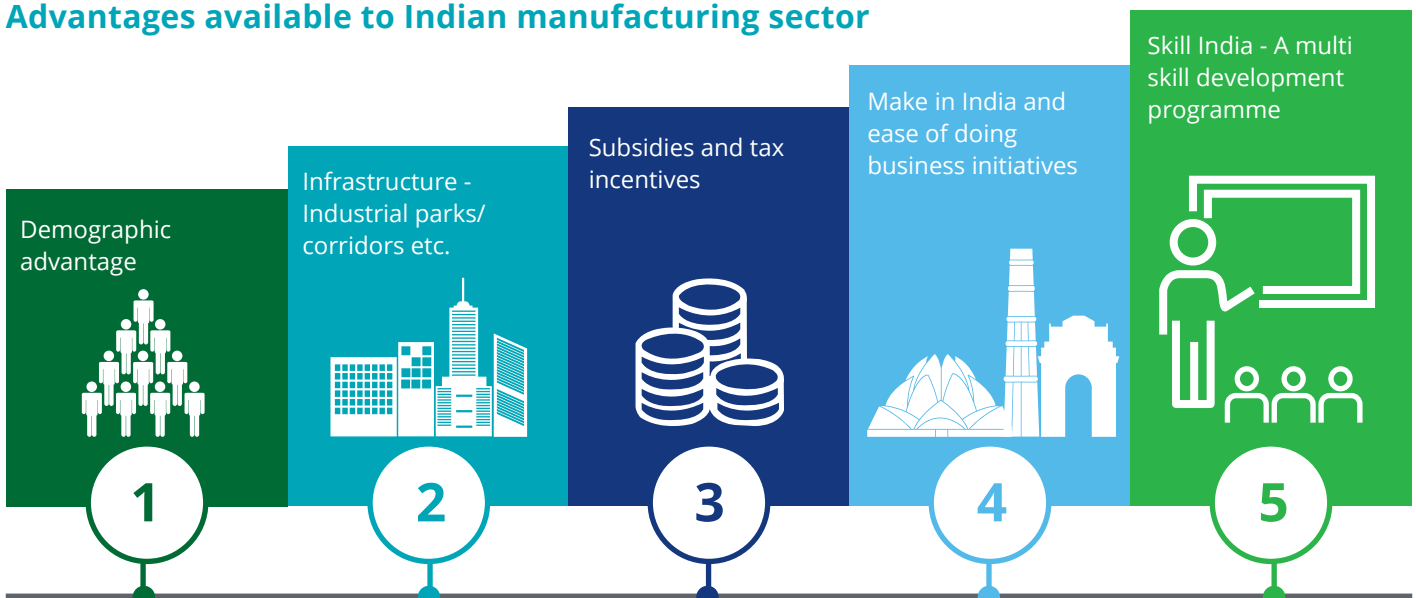 Advantages available to Indian manufacturing sector
Demographic
advantage
1
Infrastructure -
Industrial parks/
corridors etc.
2
Subsidies and tax
incentives
3
Make in India and
ease of doing
business initiatives
4
Skill India - A multi
skill development
programme
5